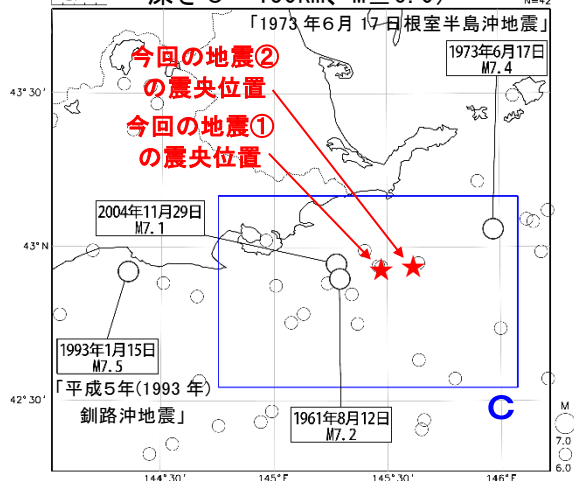 「1973年6月17日根室半島沖地震」
N=42
1973年6月17日
M7.4
今回の地震②
の震央位置
今回の地震①
の震央位置
43°30'
2004年11月29日
M7.1
43°N
1993年1月15日
M7.5
「平成5年(1993年)
釧路沖地震」
42°30'
1961年8月12日
M7.2
C
M
7.0
6.0
144°30'
145°E
145°30'
146°E